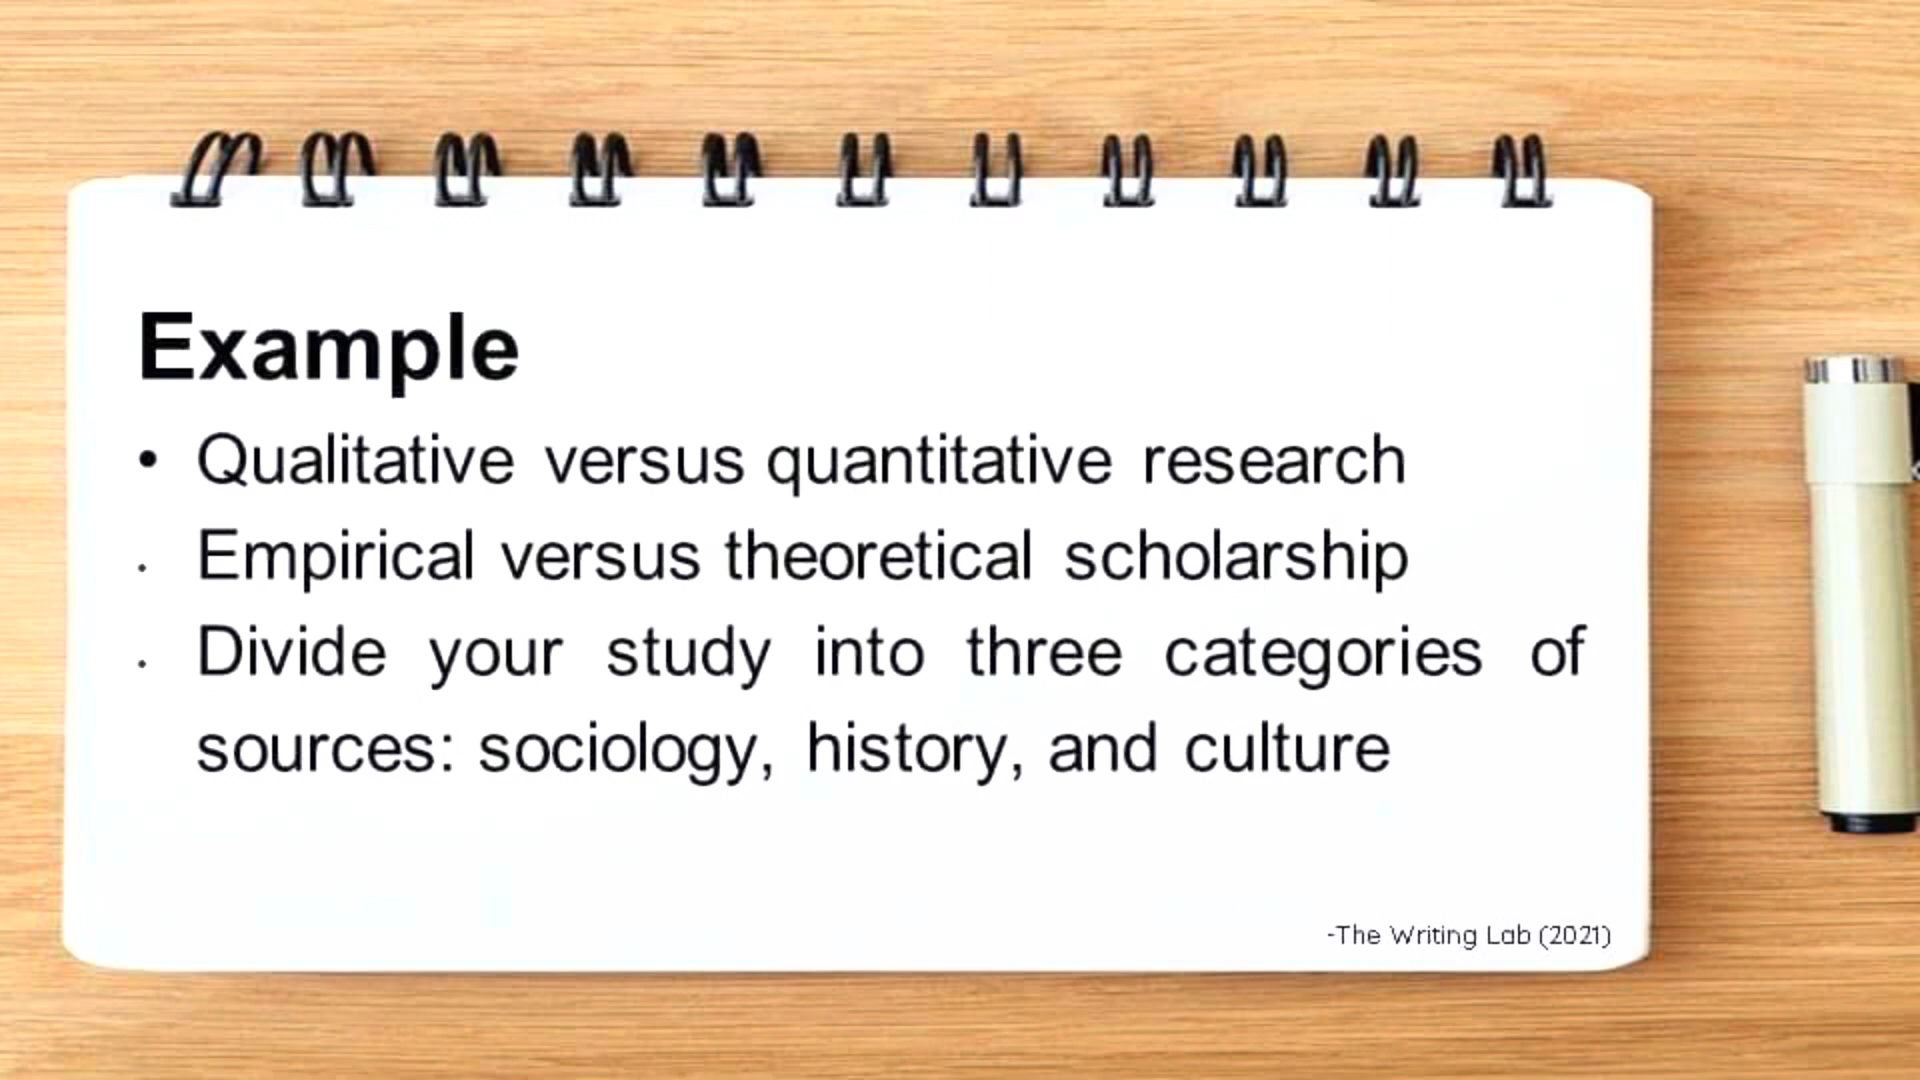 Example
• Qualitative versus quantitative research
• Empirical versus theoretical scholarship
• Divide your study into three categories of
sources: sociology, history, and culture
-The Writing Lab (2021)